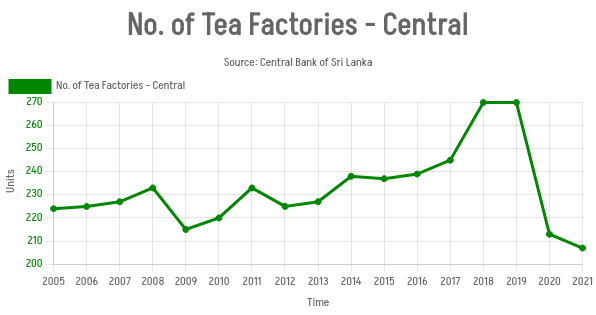 No. of Tea Factories - Central
Source: Central Bank of Sri Lanka
No. of Tea Factories - Central
270
260
250
240
230
220
210
200
Units
2005 2006 2007 2008 2009 2010 2011 2012 2013 2014 2015 2016 2017 2018 2019 2020 2021
Time